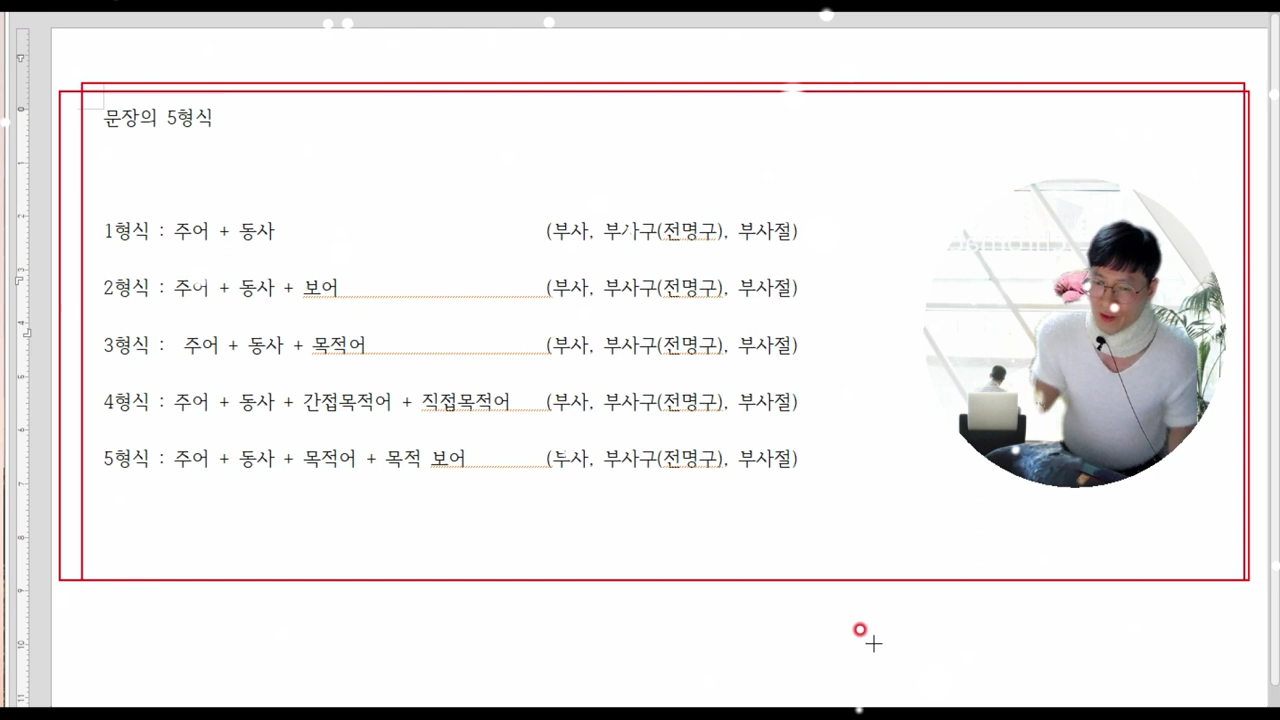 문장의 5형식
1형식 : 주어 + 동사 (부사, 부사구(전명구), 부사절)
2형식 : 주어 + 동사 + 보어 (부사, 부사구(전명구), 부사절)
3형식 : 주어 + 동사 + 목적어 (부사, 부사구(전명구), 부사절)
4형식 : 주어 + 동사 + 간접목적어 + 직접목적어 (부사, 부사구(전명구), 부사절)
5형식 : 주어 + 동사 + 목적어 + 목적 보어 (부사, 부사구(전명구), 부사절)